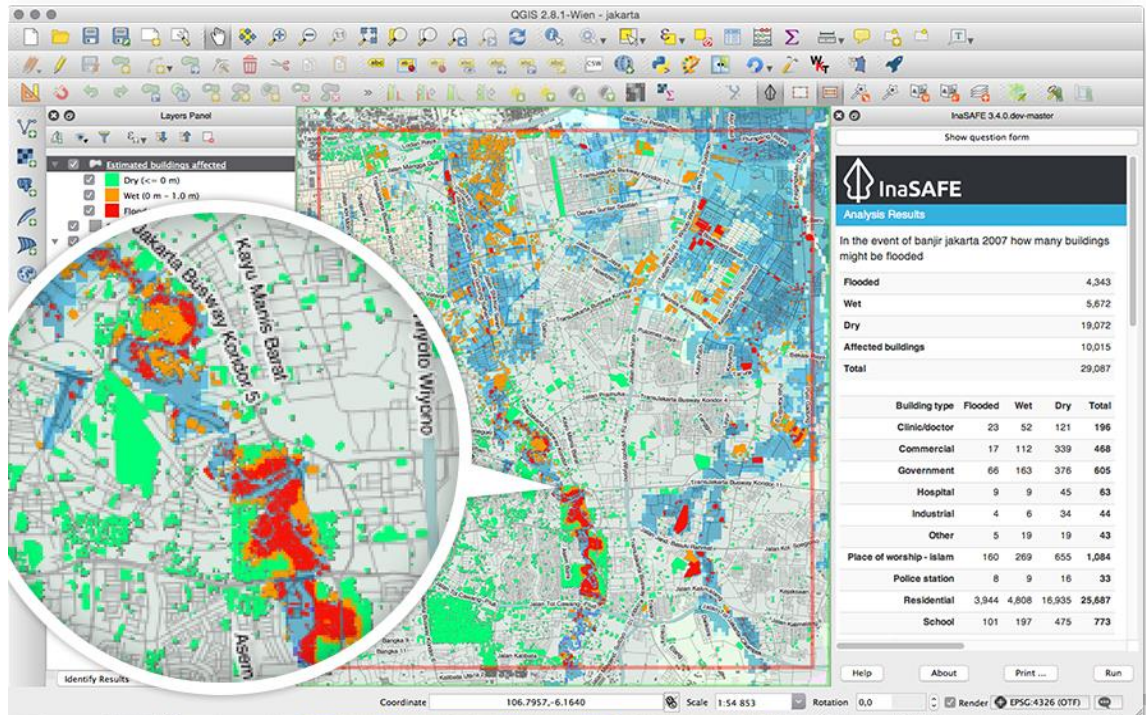 QGIS 2.8.1-Wien - jakarta
Layers Panel
Estimated buildings affected
Dry (<= 0 m)
Wet (0 m - 1.0 m)
Jakarta Busway Koridor 5
Kayu Manis Barat
Wiyoto Wiyono
Asem
Identify Results
InaSAFE 3.4.0.dev-master
Show question form
InaSAFE
Analysis Results
In the event of banjir jakarta 2007 how many buildings
might be flooded
Flooded 4,343
Wet 5,672
Dry 19,072
Affected buildings 10,015
Total 29,087
Building type Flooded Wet Dry Total
Clinic/doctor 23 52 121 196
Commercial 17 112 339 468
Government 66 163 376 605
Hospital 9 9 45 63
Industrial 4 6 34 44
Other 5 19 19 43
Place of worship - islam 160 269 655 1,084
Police station 8 9 16 33
Residential 3,944 4,808 16,935 25,687
School 101 197 475 773
Help About Print ... Run
Coordinate 106.7957,-6.1640 Scale 1:54 853 Rotation 0,0 Render EPSG:4326 (OTF)